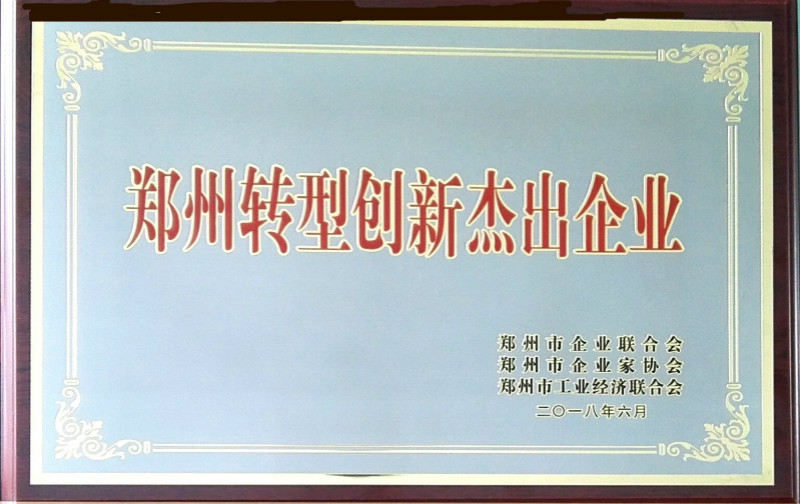 郑州转型创新杰出企业
郑州市企业联合会
郑州市企业家协会
郑州市工业经济联合会
二〇一八年六月